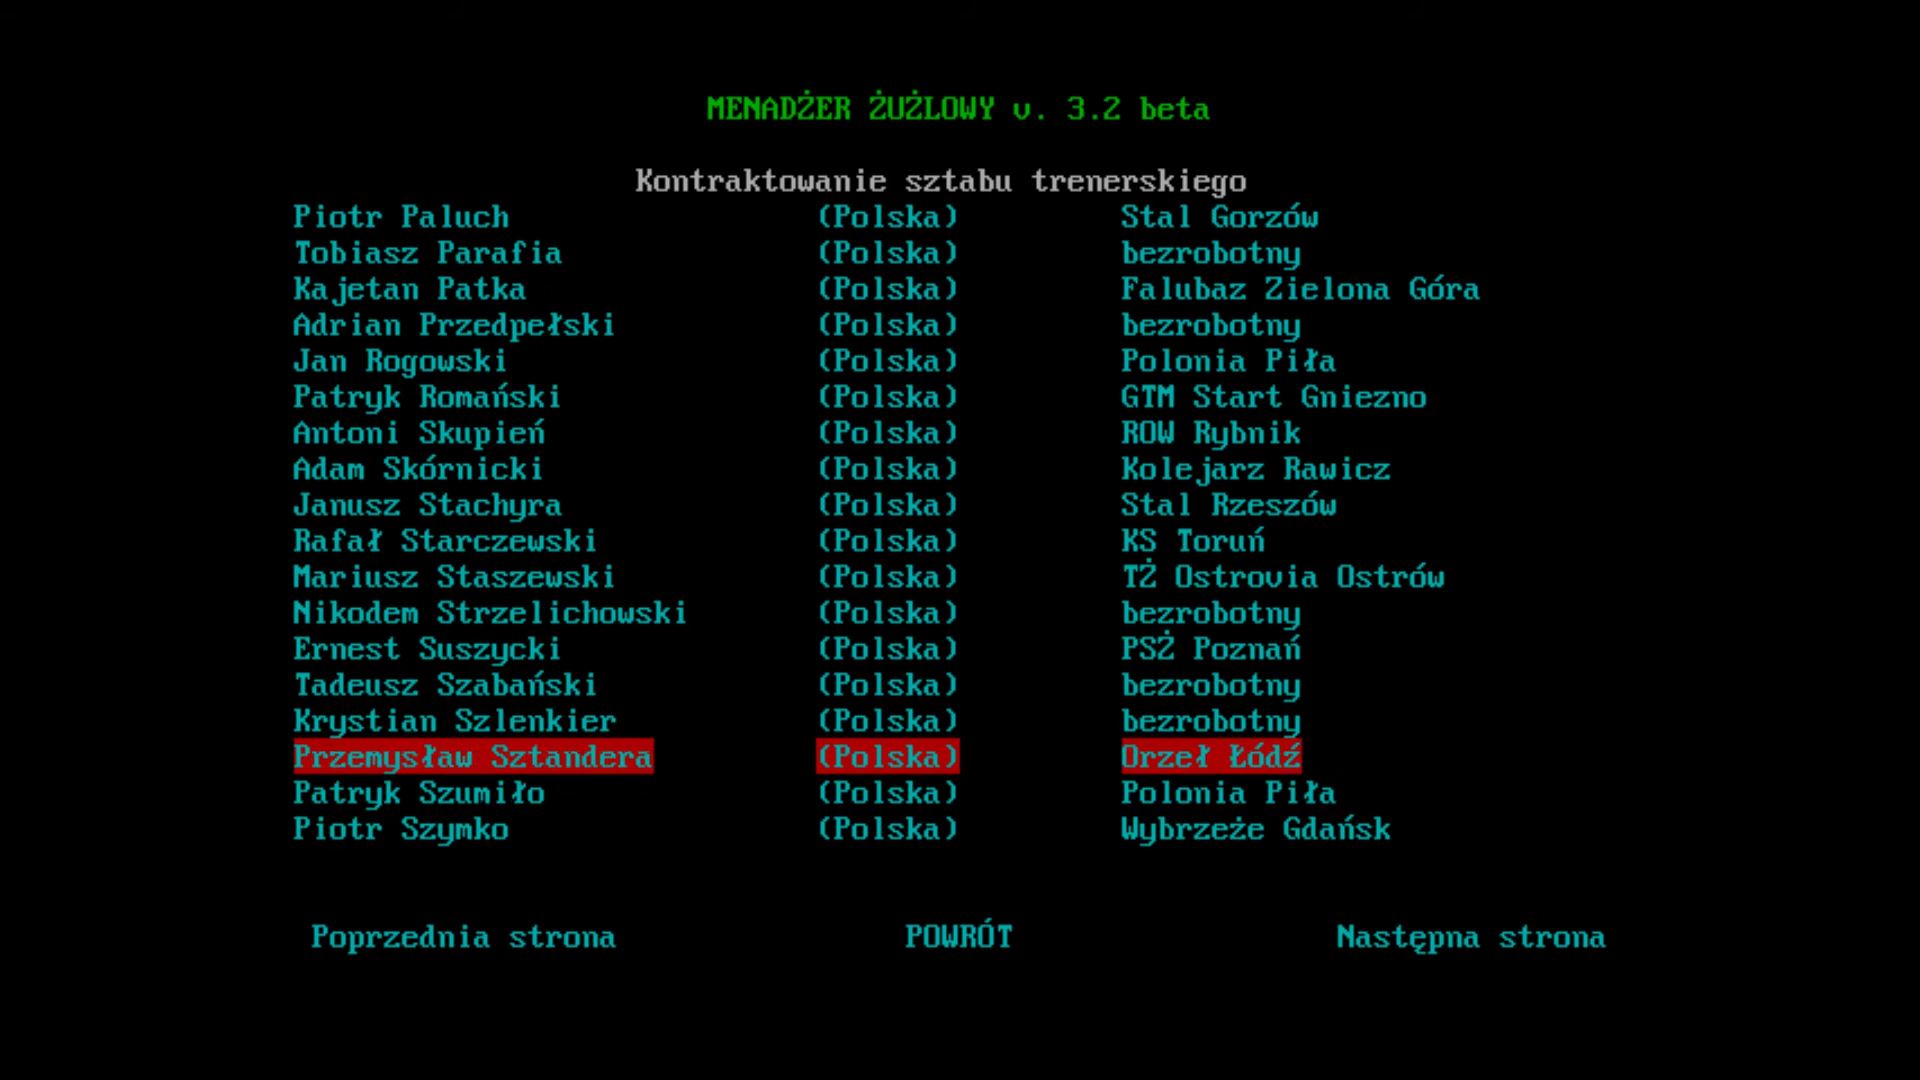 MENADŻER ŻUŻLOWY v. 3.2 beta
Kontraktowanie sztabu trenerskiego
Piotr Paluch (Polska) Stal Gorzów
Tobiasz Parafia (Polska) bezrobotny
Kajetan Patka (Polska) Falubaz Zielona Góra
Adrian Przedpełski (Polska) bezrobotny
Jan Rogowski (Polska) Polonia Piła
Patryk Romański (Polska) GTM Start Gniezno
Antoni Skupień (Polska) ROW Rybnik
Adam Skórnicki (Polska) Kolejarz Rawicz
Janusz Stachyra (Polska) Stal Rzeszów
Rafał Starczewski (Polska) KS Toruń
Mariusz Staszewski (Polska) TŻ Ostrovia Ostrów
Nikodem Strzelichowski (Polska) bezrobotny
Ernest Suszycki (Polska) PSŻ Poznań
Tadeusz Szabański (Polska) bezrobotny
Krystian Szlenkier (Polska) bezrobotny
Przemysław Sztandera (Polska) Orzeł Łódź
Patryk Szumiło (Polska) Polonia Piła
Piotr Szymko (Polska) Wybrzeże Gdańsk
Poprzednia strona POWRÓT Następna strona